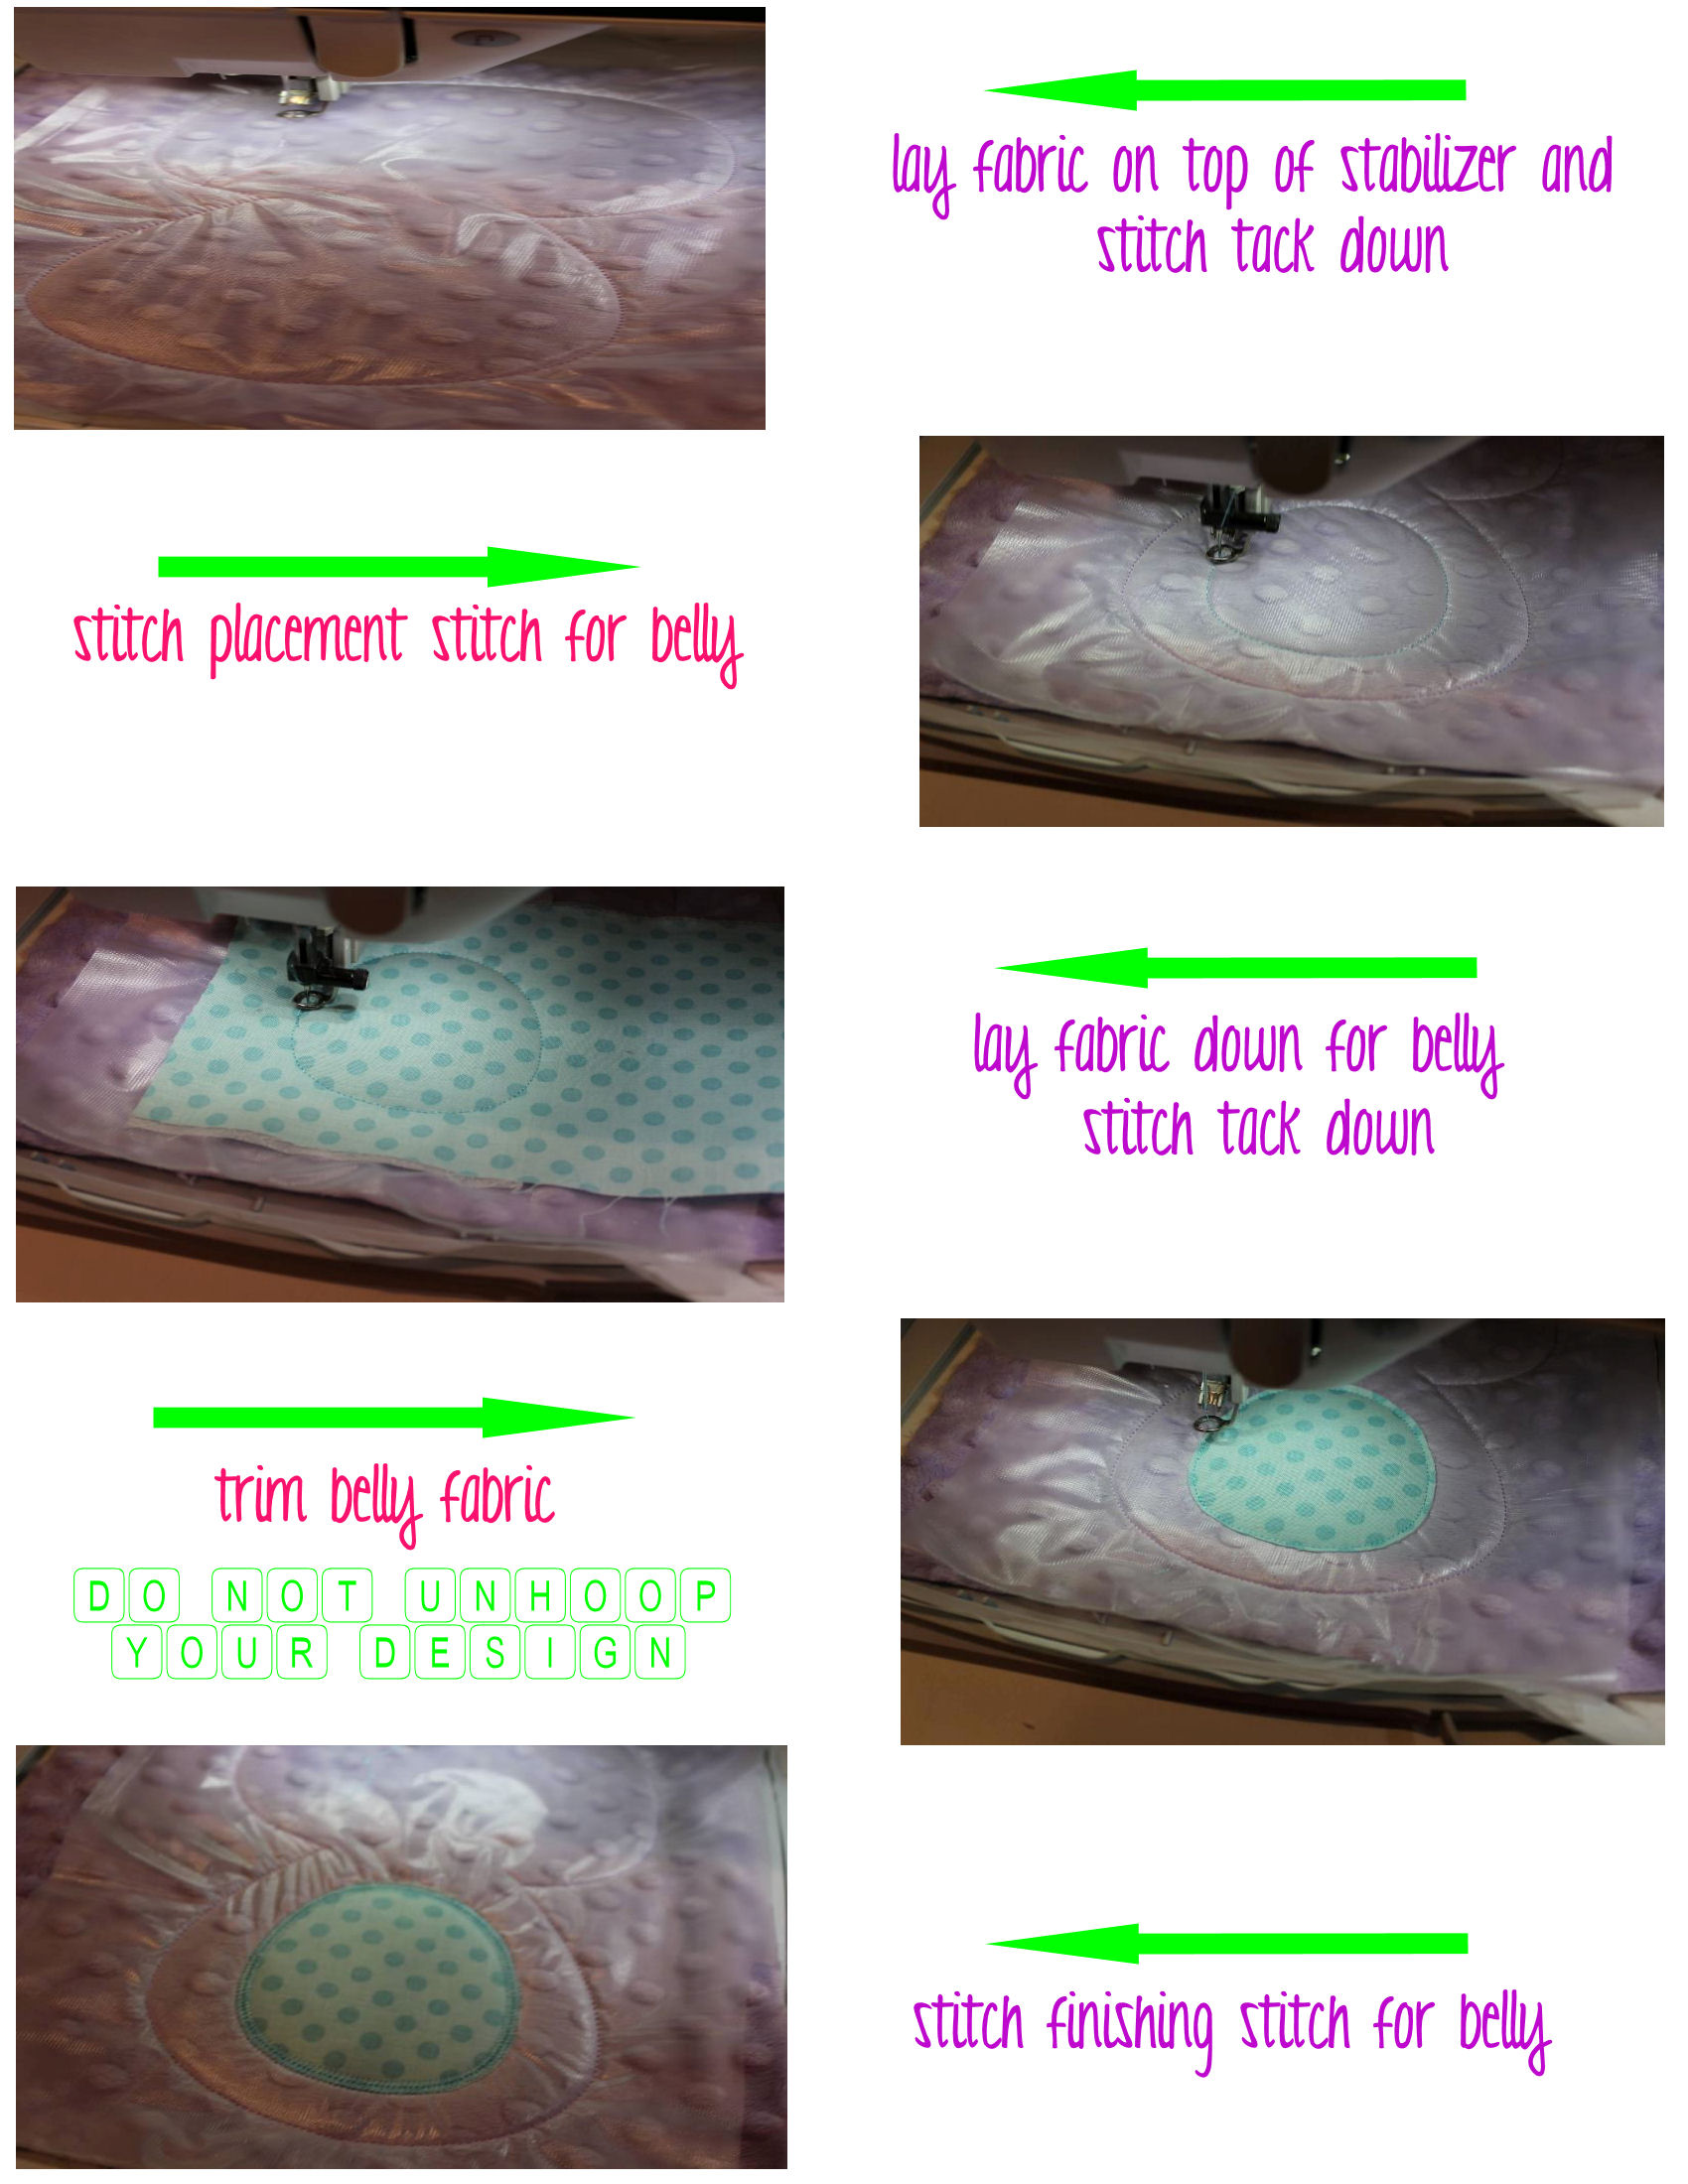 lay fabric on top of stabilizer and
stitch tack down
stitch placement stitch for belly
lay fabric down for belly
stitch tack down
trim belly fabric
DO NOT UNHOOP
YOUR DESIGN
stitch finishing stitch for belly